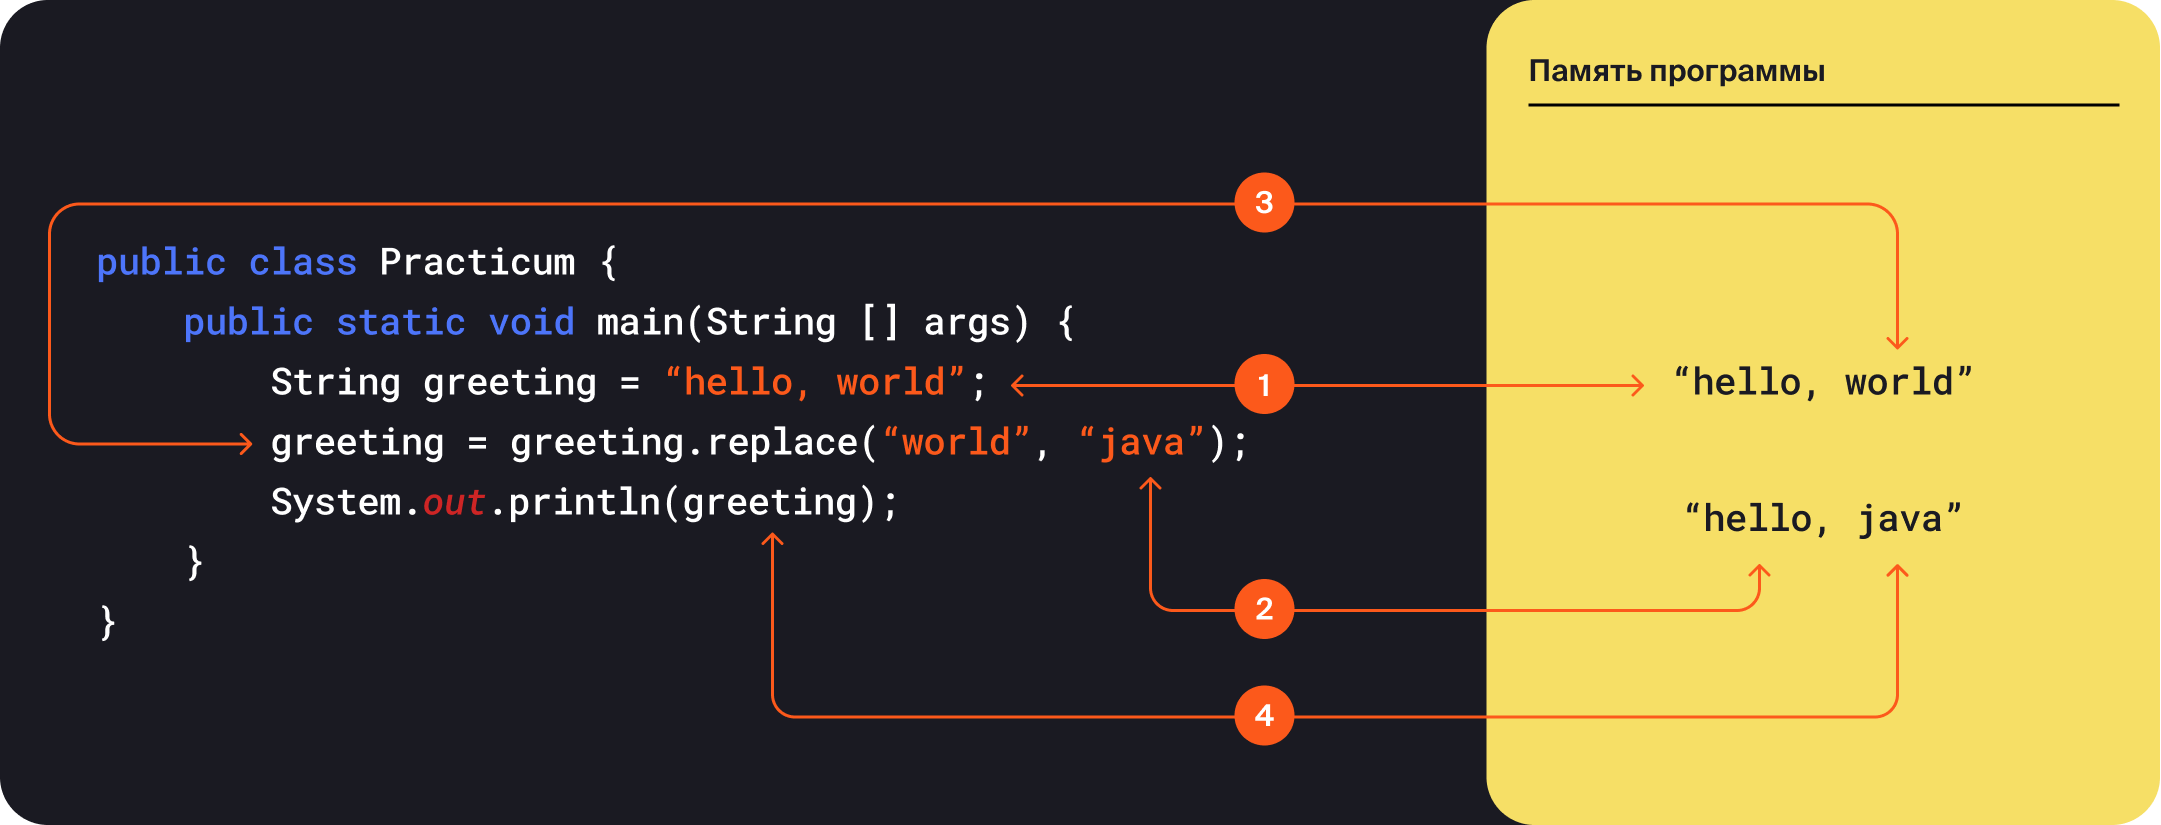 Память программы
3
public class Practicum {
public static void main(String [] args) {
String greeting = “hello, world”;
1
“hello, world”
greeting = greeting.replace(“world”, “java”);
System.out.println(greeting);
“hello, java”
}
2
}
4